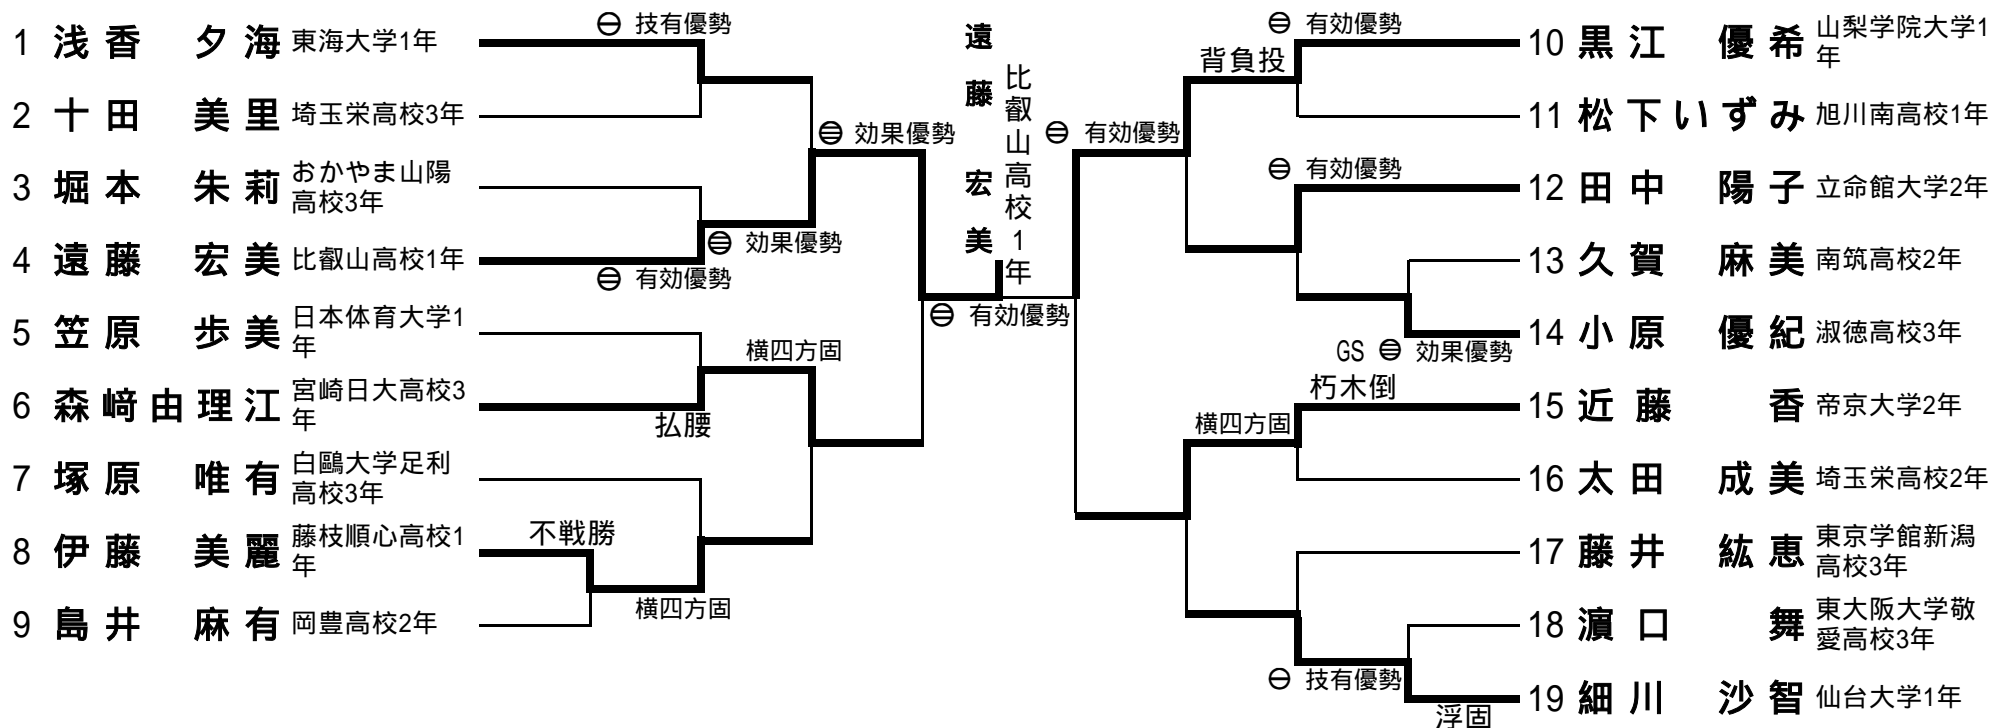 1 浅香 夕海 東海大学1年
2 十田 美里 埼玉栄高校3年
3 堀本 朱莉 おかやま山陽
高校3年
4 遠藤 宏美 比叡山高校1年
5 笠原 歩美 日本体育大学1
年
6 森﨑由理江 宮崎日大高校3
年
7 塚原 唯有 白鷗大学足利
高校3年
8 伊藤 美麗 藤枝順心高校1
年
9 島井 麻有 岡豊高校2年
技有優勢
効果優勢
効果優勢
有効優勢
横四方固
払腰
不戦勝
横四方固
遠藤 宏美
比叡山高校1年
有効優勢
有効優勢
背負投
有効優勢
有効優勢
GS 効果優勢
朽木倒
横四方固
技有優勢
浮固
10 黒江 優希 山梨学院大学1
年
11 松下いずみ 旭川南高校1年
12 田中 陽子 立命館大学2年
13 久賀 麻美 南筑高校2年
14 小原 優紀 淑徳高校3年
15 近藤 香 帝京大学2年
16 太田 成美 埼玉栄高校2年
17 藤井 紘恵 東京学館新潟
高校3年
18 濵口 舞 東大阪大学敬
愛高校3年
19 細川 沙智 仙台大学1年